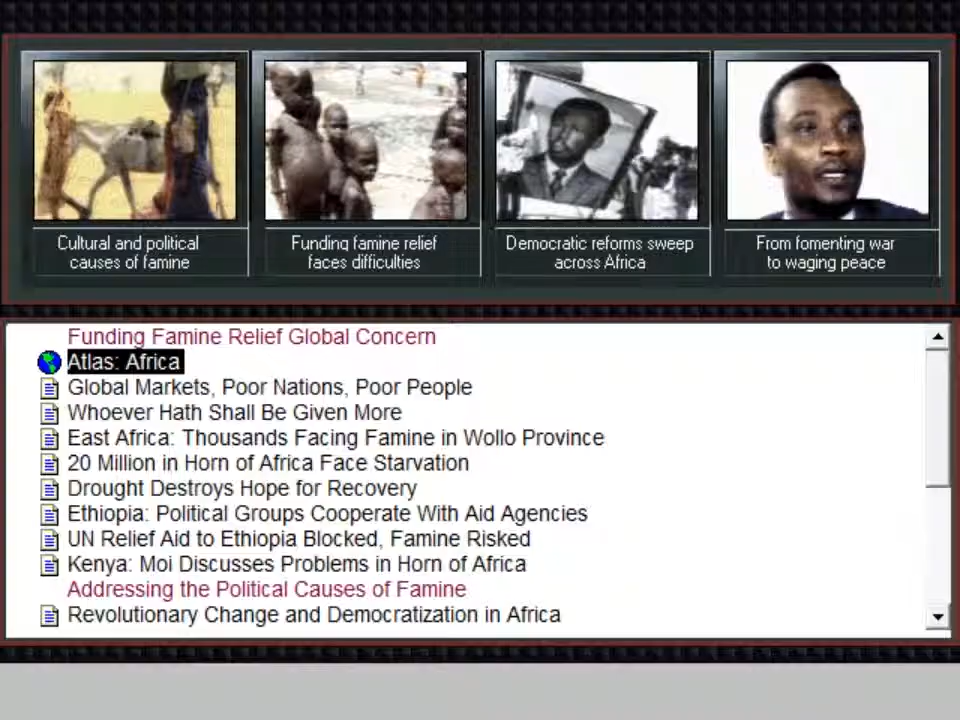 Cultural and political
causes of famine
Funding famine relief
faces difficulties
Democratic reforms sweep
across Africa
From fomenting war
to waging peace
Funding Famine Relief Global Concern
Atlas: Africa
Global Markets, Poor Nations, Poor People
Whoever Hath Shall Be Given More
East Africa: Thousands Facing Famine in Wollo Province
20 Million in Horn of Africa Face Starvation
Drought Destroys Hope for Recovery
Ethiopia: Political Groups Cooperate With Aid Agencies
UN Relief Aid to Ethiopia Blocked, Famine Risked
Kenya: Moi Discusses Problems in Horn of Africa
Addressing the Political Causes of Famine
Revolutionary Change and Democratization in Africa